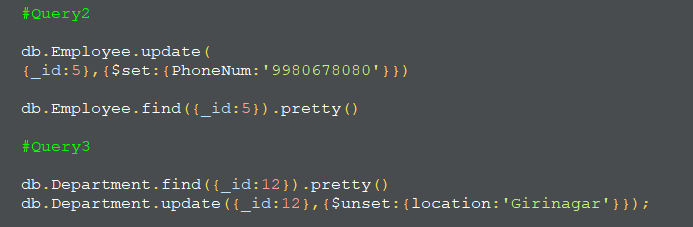 #Query2
db.Employee.update(
{_id:5},{$set:{PhoneNum:'9980678080'}})
db.Employee.find({_id:5}).pretty()
#Query3
db.Department.find({_id:12}).pretty()
db.Department.update({_id:12},{$unset:{location:'Girinagar'}});